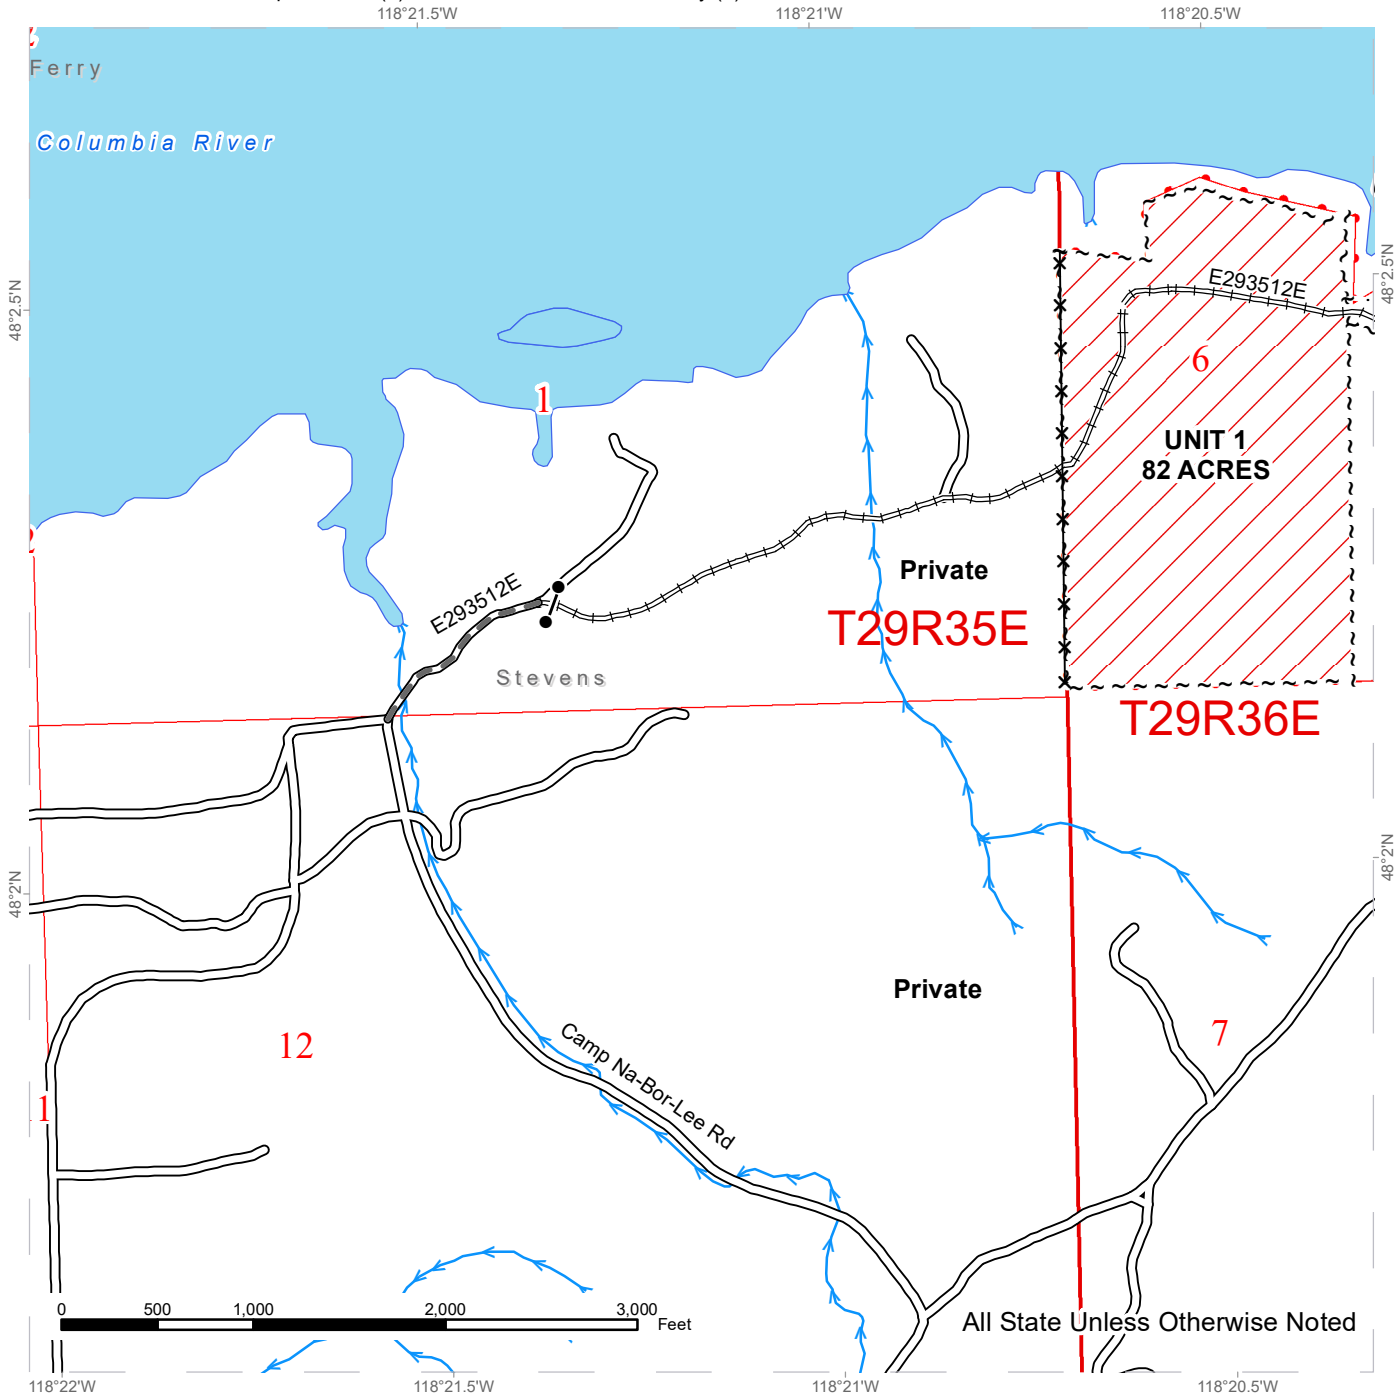 118°21.5'W
118°21'W
118°20.5'W
Ferry
Columbia River
48°2.5'N
48°2.5'N
E293512E
6
1
UNIT 1
82 ACRES
2
Private
E293512E
T29R35E
Stevens
T29R36E
48°2'N
48°2'N
Private
12
7
Camp Na-Bor-Lee Rd
0
500
1,000
2,000
3,000
Feet
All State Unless Otherwise Noted
118°22'W
118°21.5'W
118°21'W
118°20.5'W